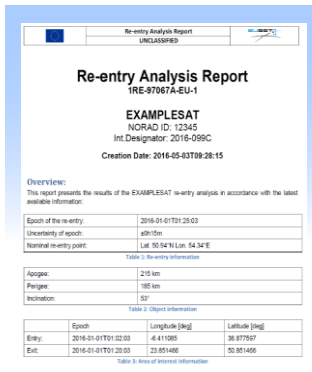 Re-entry Analysis Report
UNCLASSIFIED
Re-entry Analysis Report
1RE-97067A-EU-1
EXAMPLESAT
NORAD ID: 12345
Int.Designator: 2016-099C
Creation Date: 2016-05-03T09:28:15
Overview:
This report presents the results of the EXAMPLESAT re-entry analysis in accordance with the latest
available information.
Epoch of the re-entry: 2016-01-01T01:25:03
Uncertainty of epoch: ±0h15m
Nominal re-entry point: Lat. 50.94°N Lon. 54.34°E
Table 1: Re-entry Information
Apogee: 215 km
Perigee: 185 km
Inclination: 53°
Table 2: Object Information
Epoch Longitude [deg] Latitude [deg]
Entry: 2016-01-01T01:02:03 -6.411085 36.877597
Exit: 2016-01-01T01:20:03 23.851466 50.851466
Table 3: Area of Interest Information